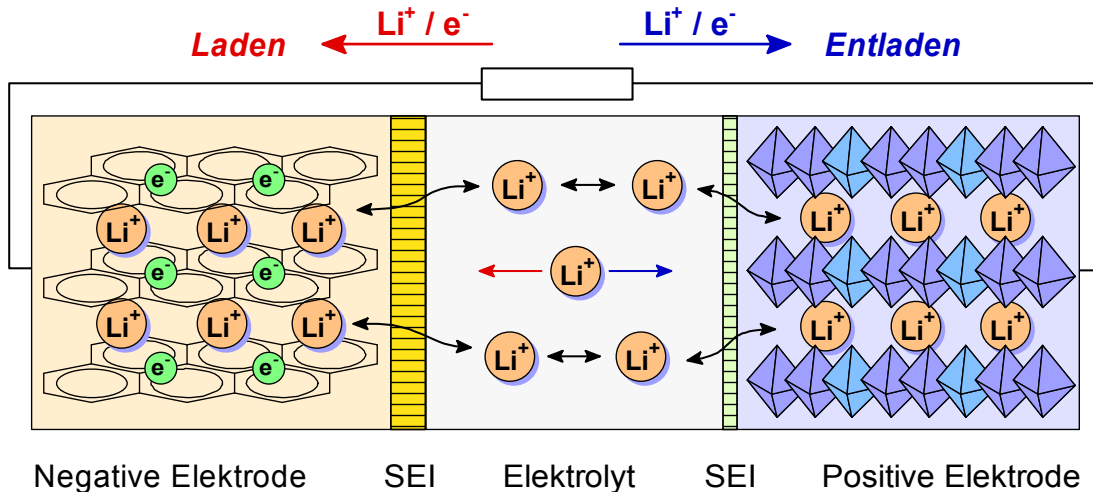 Li+ / e- Li+ / e-
Laden Entladen
e- e-
Li+ Li+
Li+ Li+ Li+ Li+ Li+ Li+
e- e- Li+
Li+ Li+ Li+ Li+ Li+ Li+
Li+ Li+
e- e-
Negative Elektrode SEI Elektrolyt SEI Positive Elektrode